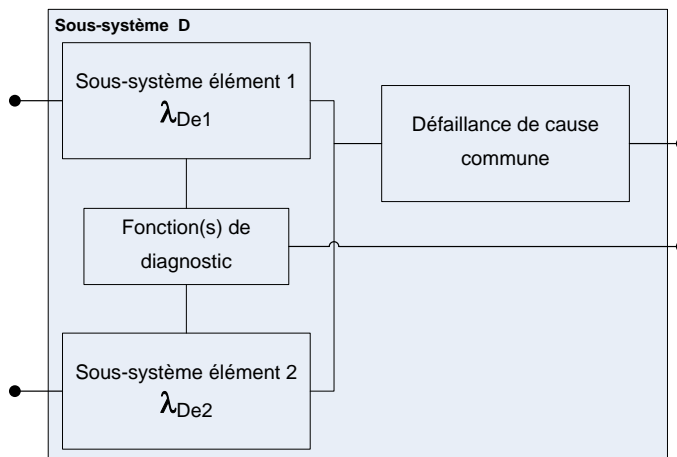 Sous-système D
Sous-système élément 1
λDe1
Défaillance de cause
commune
Fonction(s) de
diagnostic
Sous-système élément 2
λDe2